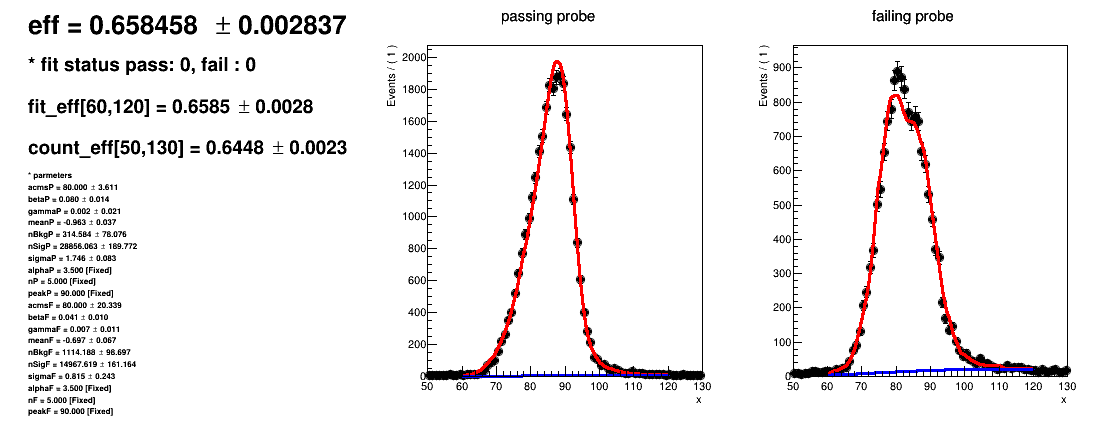 eff = 0.658458 ± 0.002837
* fit status pass: 0, fail : 0
fit_eff[60,120] = 0.6585 ± 0.0028
count_eff[50,130] = 0.6448 ± 0.0023
* parmeters
acmsP = 80.000 ± 3.611
betaP = 0.080 ± 0.014
gammaP = 0.002 ± 0.021
meanP = -0.963 ± 0.037
nBkgP = 314.584 ± 78.076
nSigP = 28856.063 ± 189.772
sigmaP = 1.746 ± 0.083
alphaP = 3.500 [Fixed]
nP = 5.000 [Fixed]
peakP = 90.000 [Fixed]
acmsF = 80.000 ± 20.339
betaF = 0.041 ± 0.010
gammaF = 0.007 ± 0.011
meanF = -0.697 ± 0.067
nBkgF = 1114.188 ± 98.697
nSigF = 14967.619 ± 161.164
sigmaF = 0.815 ± 0.243
alphaF = 3.500 [Fixed]
nF = 5.000 [Fixed]
peakF = 90.000 [Fixed]
passing probe
Events / ( 1 )
2000
1800
1600
1400
1200
1000
800
600
400
200
0
50 60 70 80 90 100 110 120 130
x
failing probe
Events / ( 1 )
900
800
700
600
500
400
300
200
100
0
50 60 70 80 90 100 110 120 130
x